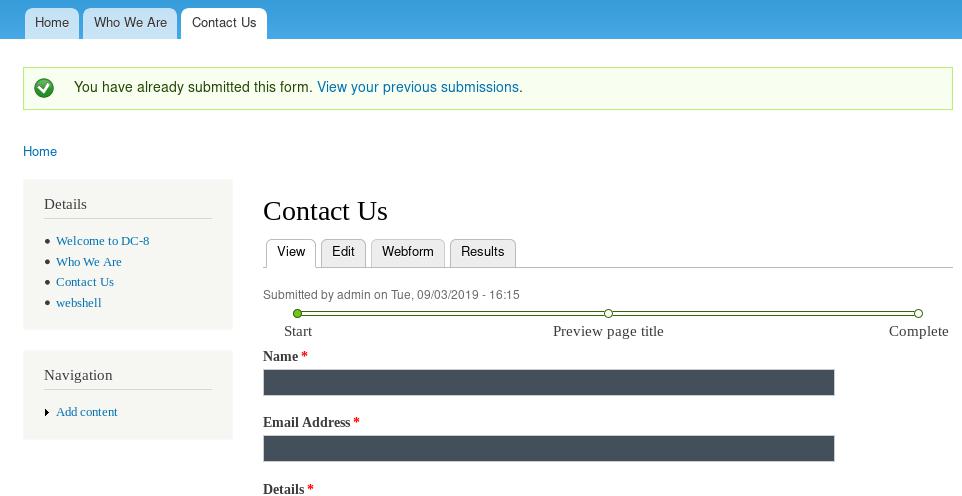 Home Who We Are Contact Us
You have already submitted this form. View your previous submissions.
Home
Details
Welcome to DC-8
Who We Are
Contact Us
webshell
Navigation
Add content
Contact Us
View Edit Webform Results
Submitted by admin on Tue, 09/03/2019 - 16:15
Start Preview page title Complete
Name *
Email Address *
Details *